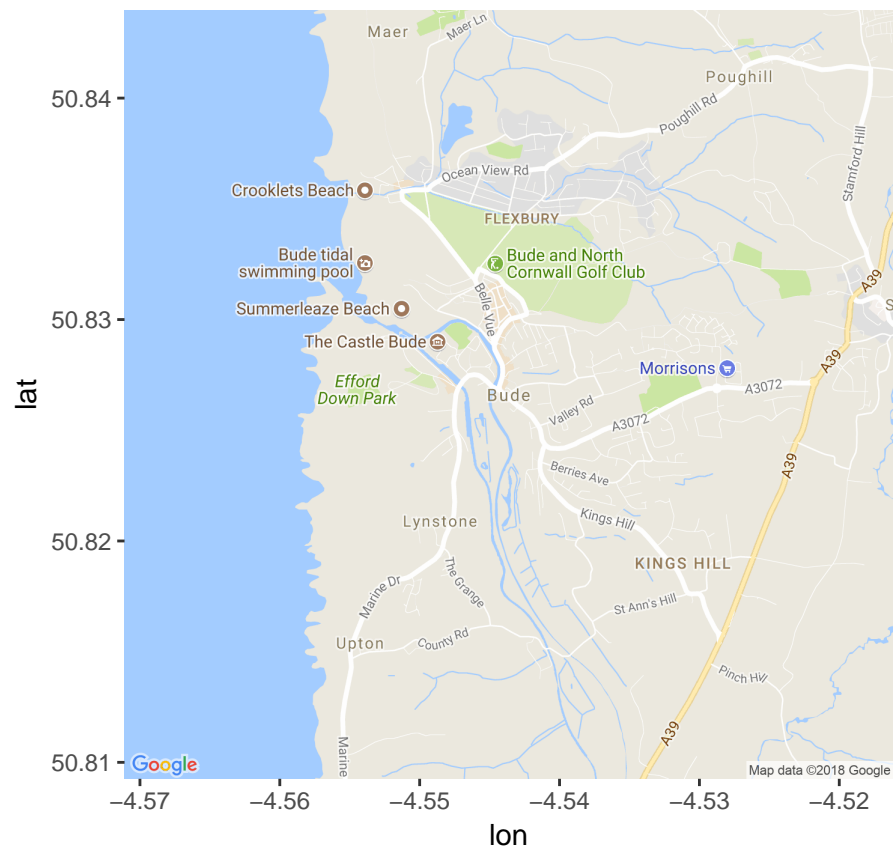 Maer
Maer Ln
Poughill
50.84
Poughill Rd
Stamford Hill
Ocean View Rd
Crooklets Beach
FLEXBURY
Bude tidal
swimming pool
Bude and North
Cornwall Golf Club
A39
Belle Vue
Summerleaze Beach
S
50.83
The Castle Bude
A39
Morrisons
Efford
Down Park
A3072
Bude
Valley Rd
A3072
lat
Berries Ave
A39
Kings Hill
Lynstone
50.82
KINGS HILL
The Grange
Marine Dr
St Ann's Hill
Upton
County Rd
Pinch Hill
A39
Marine
Google
Map data ©2018 Google
50.81
−4.57
−4.56
−4.55
−4.54
−4.53
−4.52
lon